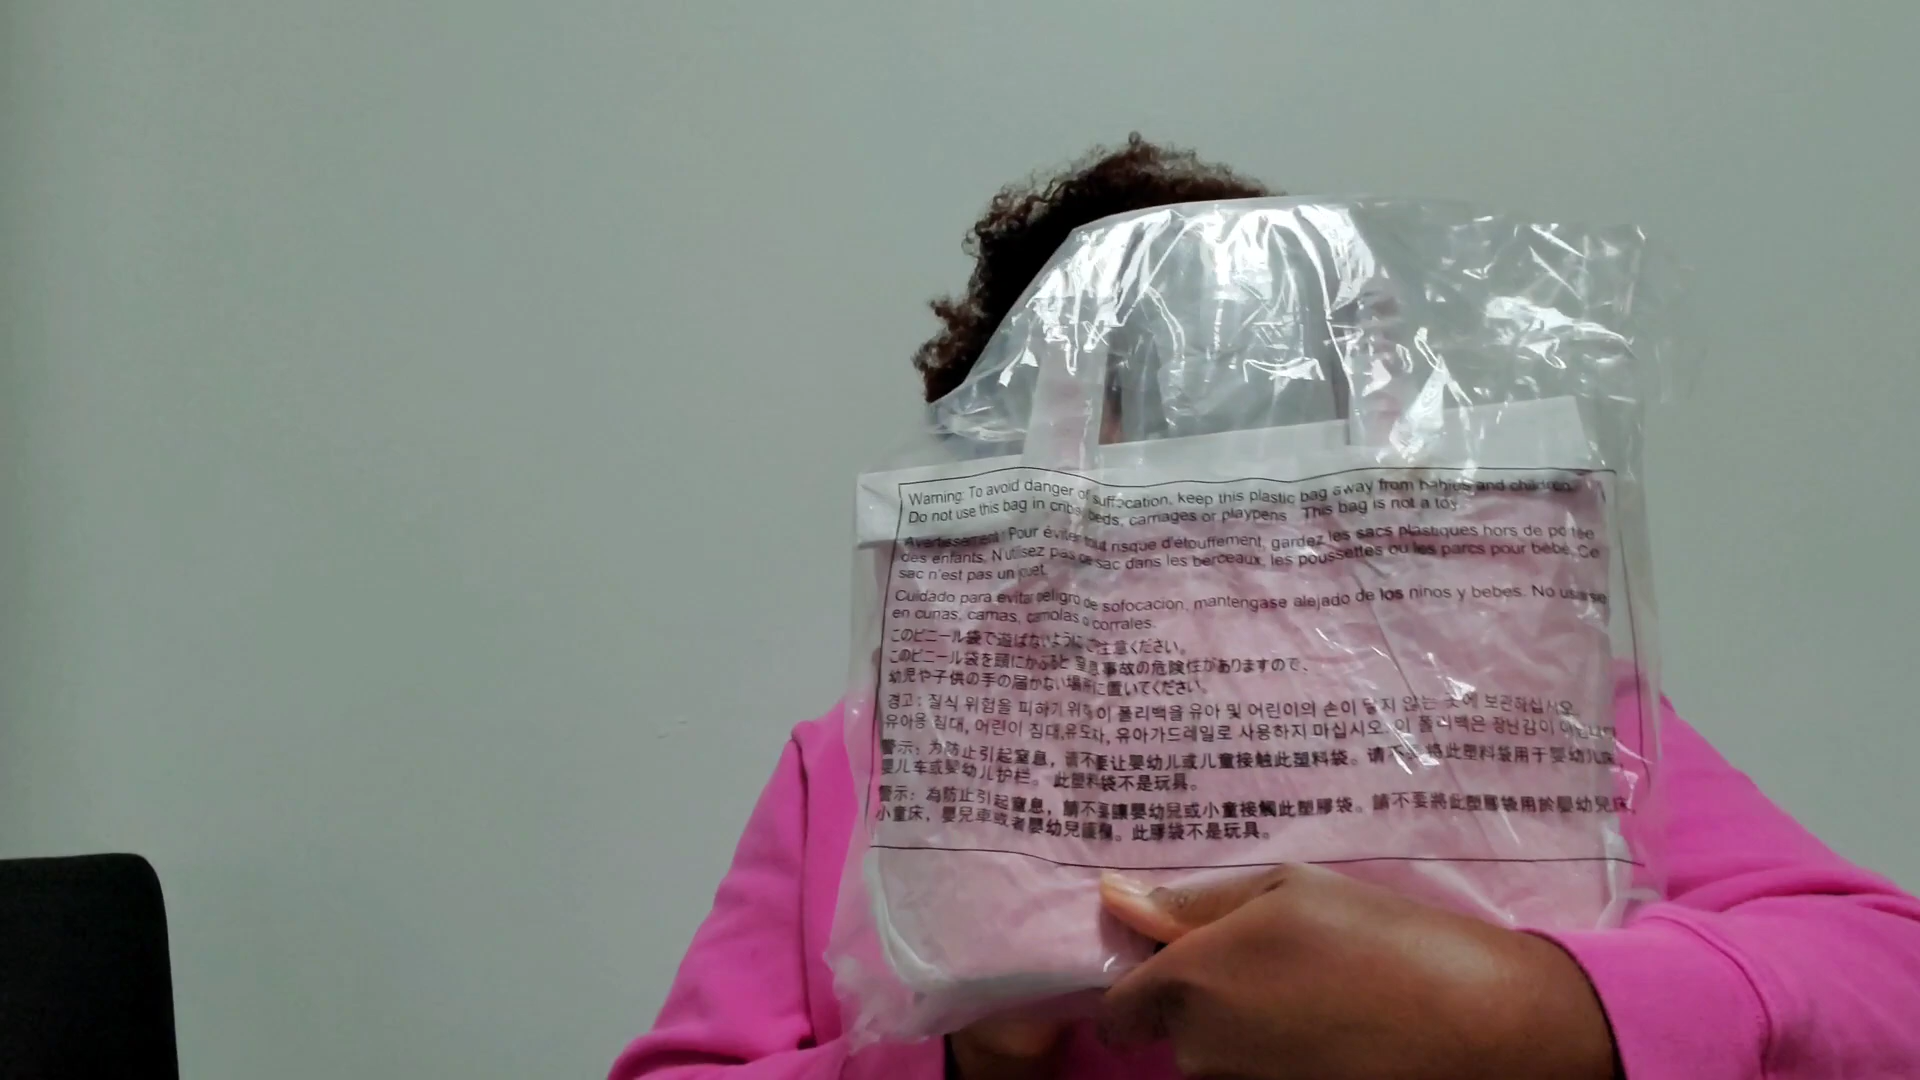 Warning: To avoid danger of suffocation, keep this plastic bag away from babies and children.
Do not use this bag in cribs, beds, carriages or playpens. This bag is not a toy.
Avertissement: Pour éviter tout risque d'étouffement, gardez les sacs plastiques hors de portée
des enfants. N'utilisez pas ce sac dans les berceaux, les poussettes ou les parcs pour bébé. Ce
sac n'est pas un jouet.
Cuidado para evitar peligro de sofocacion, mantengase alejado de los ninos y bebes. No usarse
en cunas, camas, carriolas o corrales.
このビニール袋で遊ばないようにご注意ください。
このビニール袋を頭にかぶると窒息事故の危険性がありますので、
幼児や子供の手の届かない場所に置いてください。
경고: 질식 위험을 피하기 위해 이 폴리백을 유아 및 어린이의 손이 닿지 않는 곳에 보관하십시오.
유아용 침대, 어린이 침대,유모차, 유아가드레일로 사용하지 마십시오. 이 폴리백은 장난감이 아닙니다
警示：为防止引起窒息，请不要让婴幼儿或儿童接触此塑料袋。请不要将此塑料袋用于婴幼儿床，
婴儿车或婴幼儿护栏。此塑料袋不是玩具。
警示：為防止引起窒息，請不要讓嬰幼兒或小童接觸此塑膠袋。請不要將此塑膠袋用於嬰幼兒床，
小童床，嬰兒車或者嬰幼兒護欄。此膠袋不是玩具。